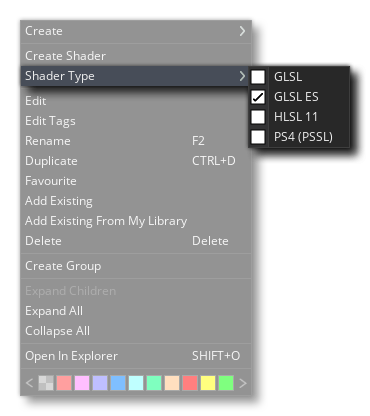 Create
Create Shader
Shader Type
GLSL
GLSL ES
HLSL 11
PS4 (PSSL)
Edit
Edit Tags
Rename F2
Duplicate CTRL+D
Favourite
Add Existing
Add Existing From My Library
Delete Delete
Create Group
Expand Children
Expand All
Collapse All
Open In Explorer SHIFT+O